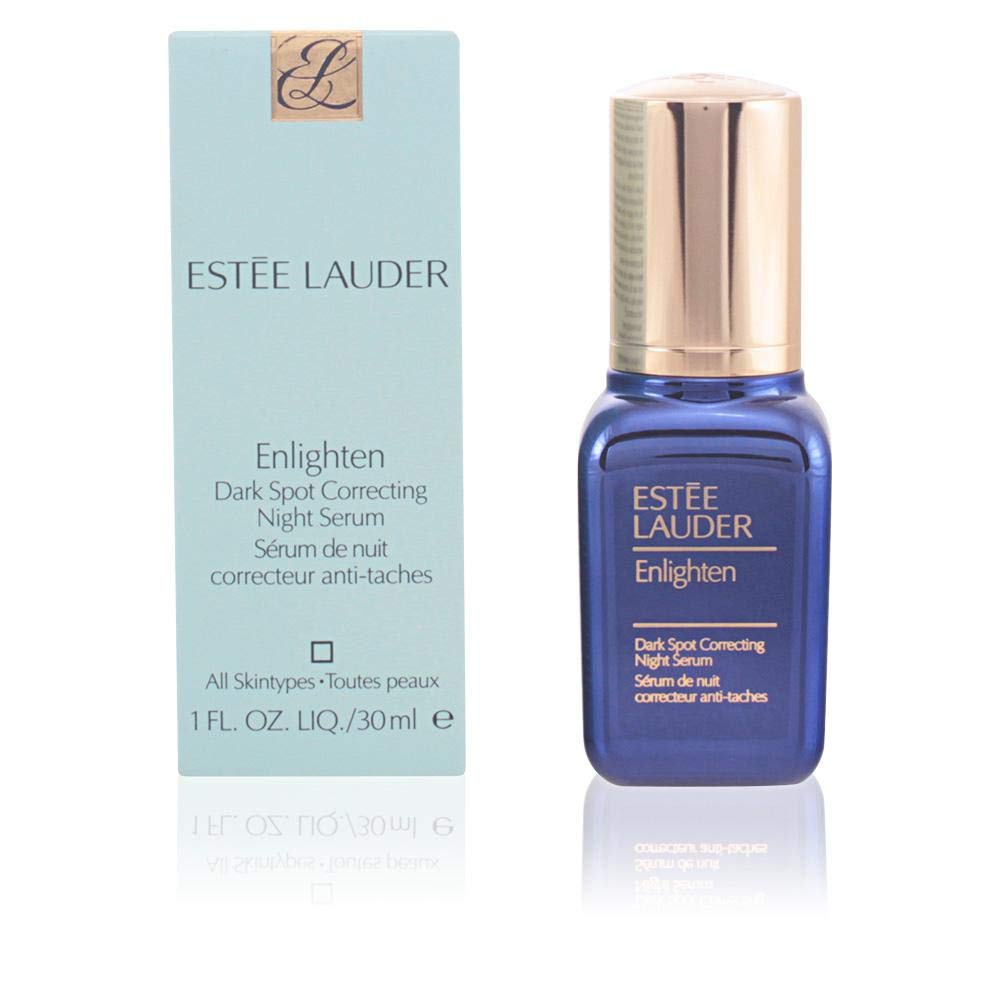 EL
ESTĒE LAUDER
Enlighten
Dark Spot Correcting
Night Serum
Sérum de nuit
correcteur anti-taches
All Skintypes • Toutes peaux
1 FL. OZ. LIQ./30 ml ℮
ESTĒE
LAUDER
Enlighten
Dark Spot Correcting
Night Serum
Sérum de nuit
correcteur anti-taches